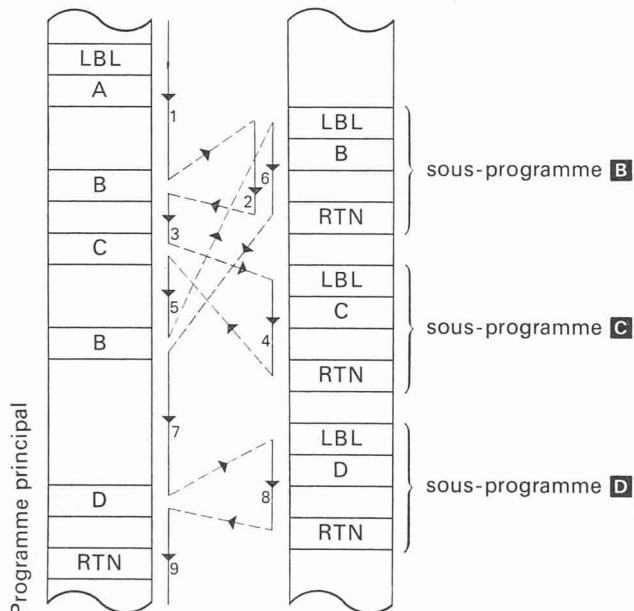 LBL
A
1
B
3
C
5
B
7
D
RTN
9
2
6
4
8
LBL
B
RTN
LBL
C
RTN
LBL
D
RTN
sous-programme B
sous-programme C
sous-programme D
Programme principal